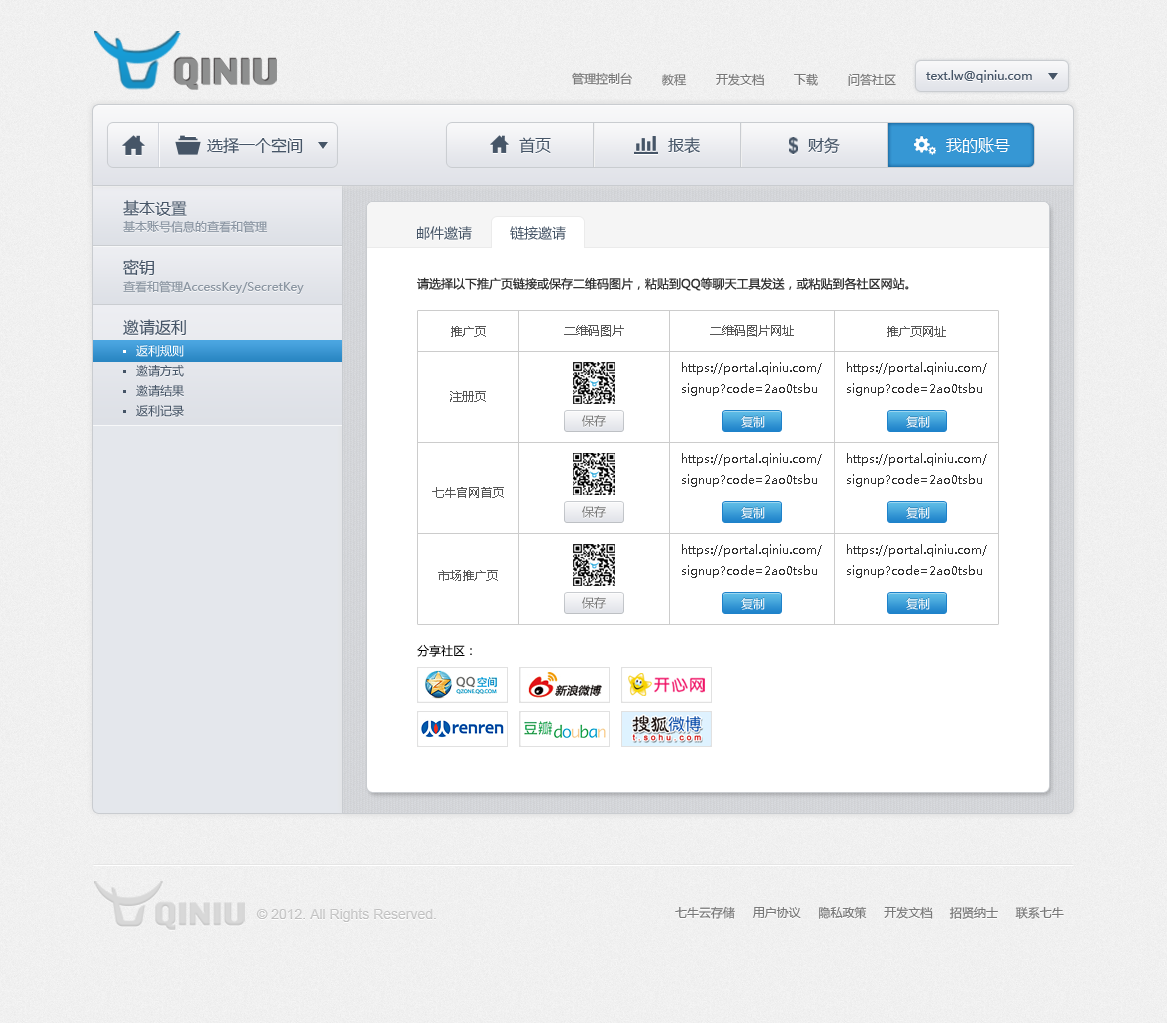 QINIU
管理控制台 教程 开发文档 下载 问答社区 text.lw@qiniu.com
选择一个空间 首页 报表 财务 我的账号
基本设置
基本账号信息的查看和管理
密钥
查看和管理AccessKey/SecretKey
邀请返利
返利规则
邀请方式
邀请结果
返利记录
邮件邀请 链接邀请
请选择以下推广页链接或保存二维码图片，粘贴到QQ等聊天工具发送，或粘贴到各社区网站。
推广页 二维码图片 二维码图片网址 推广页网址
注册页
保存
https://portal.qiniu.com/
signup?code=2ao0tsbu
复制
https://portal.qiniu.com/
signup?code=2ao0tsbu
复制
七牛官网首页
保存
https://portal.qiniu.com/
signup?code=2ao0tsbu
复制
https://portal.qiniu.com/
signup?code=2ao0tsbu
复制
市场推广页
保存
https://portal.qiniu.com/
signup?code=2ao0tsbu
复制
https://portal.qiniu.com/
signup?code=2ao0tsbu
复制
分享社区：
QQ空间
QZONE.QQ.COM
新浪微博
开心网
renren
豆瓣douban
搜狐微博
t.sohu.com
QINIU © 2012. All Rights Reserved.
七牛云存储 用户协议 隐私政策 开发文档 招贤纳士 联系七牛